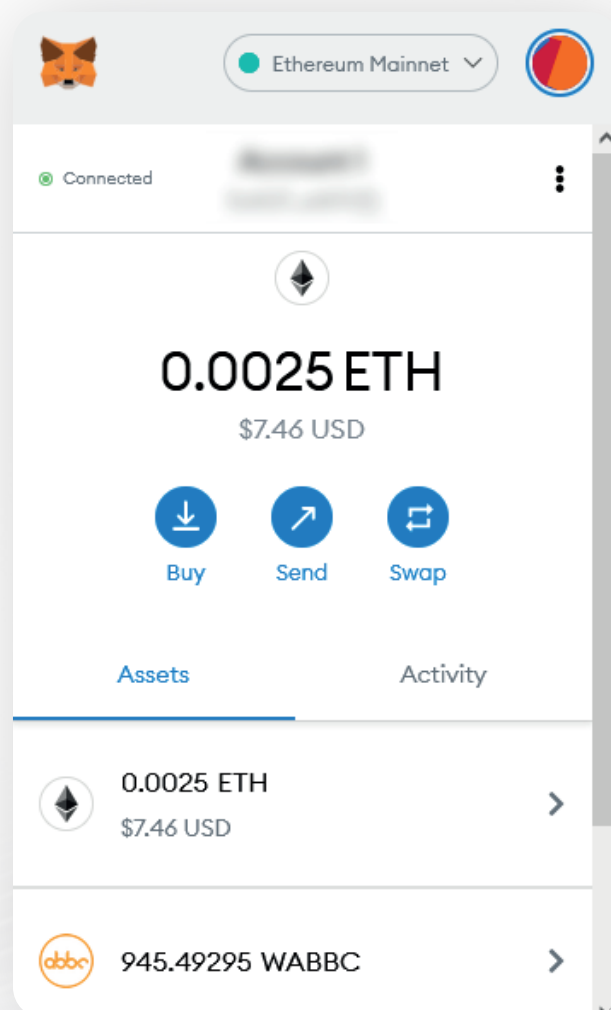 Ethereum Mainnet
Connected
0.0025 ETH
$7.46 USD
Buy
Send
Swap
Assets
Activity
0.0025 ETH
$7.46 USD
abbc
945.49295 WABBC